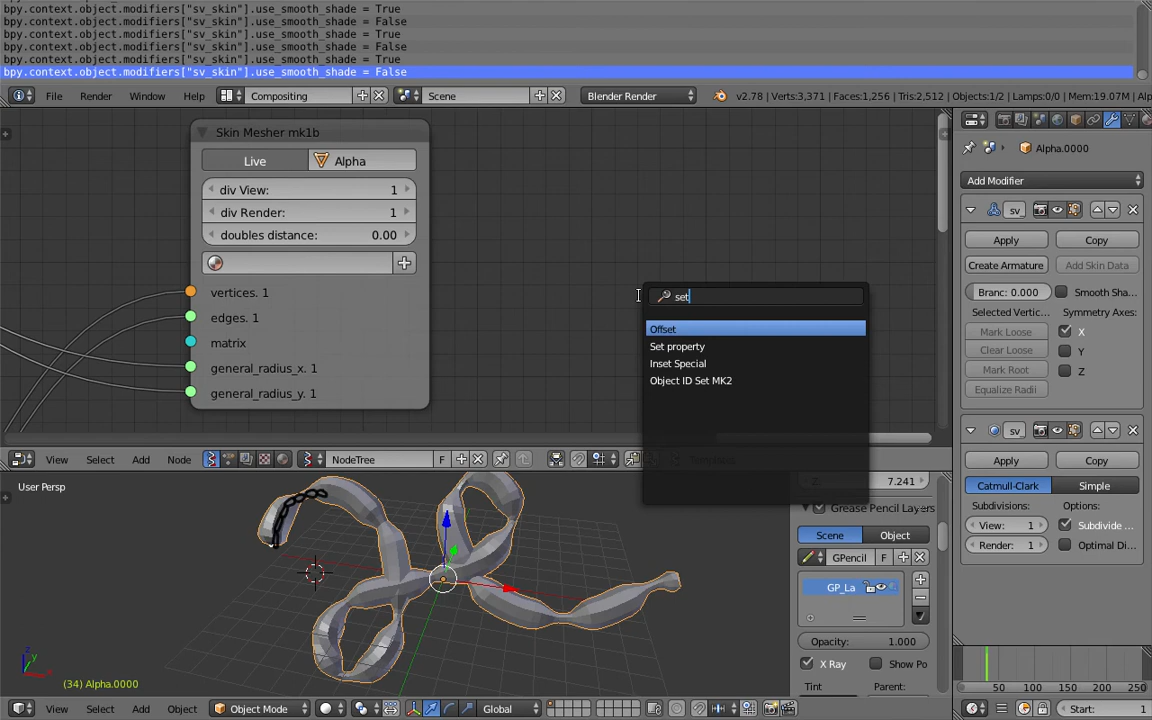 bpy.context.object.modifiers["sv_skin"].use_smooth_shade = True
bpy.context.object.modifiers["sv_skin"].use_smooth_shade = False
bpy.context.object.modifiers["sv_skin"].use_smooth_shade = True
bpy.context.object.modifiers["sv_skin"].use_smooth_shade = False
bpy.context.object.modifiers["sv_skin"].use_smooth_shade = True
bpy.context.object.modifiers["sv_skin"].use_smooth_shade = False
File Render Window Help Compositing Scene Blender Render v2.78 | Verts:3,371 | Faces:1,256 | Tris:2,512 | Objects:1/2 | Lamps:0/0 | Mem:19.07M | Alp
Skin Mesher mk1b
Live Alpha
div View: 1
div Render: 1
doubles distance: 0.00
vertices. 1
edges. 1
matrix
general_radius_x. 1
general_radius_y. 1
set
Offset
Set property
Inset Special
Object ID Set MK2
View Select Add Node NodeTree F
User Persp
(34) Alpha.0000
7.241
Grease Pencil Layers
Scene Object
GPencil F
GP_La
Opacity: 1.000
X Ray Show Po
Tint Parent:
View Select Add Object Object Mode Global
Alpha.0000
Add Modifier
sv_
Apply Copy
Create Armature Add Skin Data
Branc: 0.000 Smooth Sha...
Selected Vertic... Symmetry Axes:
Mark Loose X
Clear Loose Y
Mark Root Z
Equalize Radii
sv
Apply Copy
Catmull-Clark Simple
Subdivisions: Options:
View: 1 Subdivide ...
Render: 1 Optimal Di...
50 100 150 200 250
Start: 1